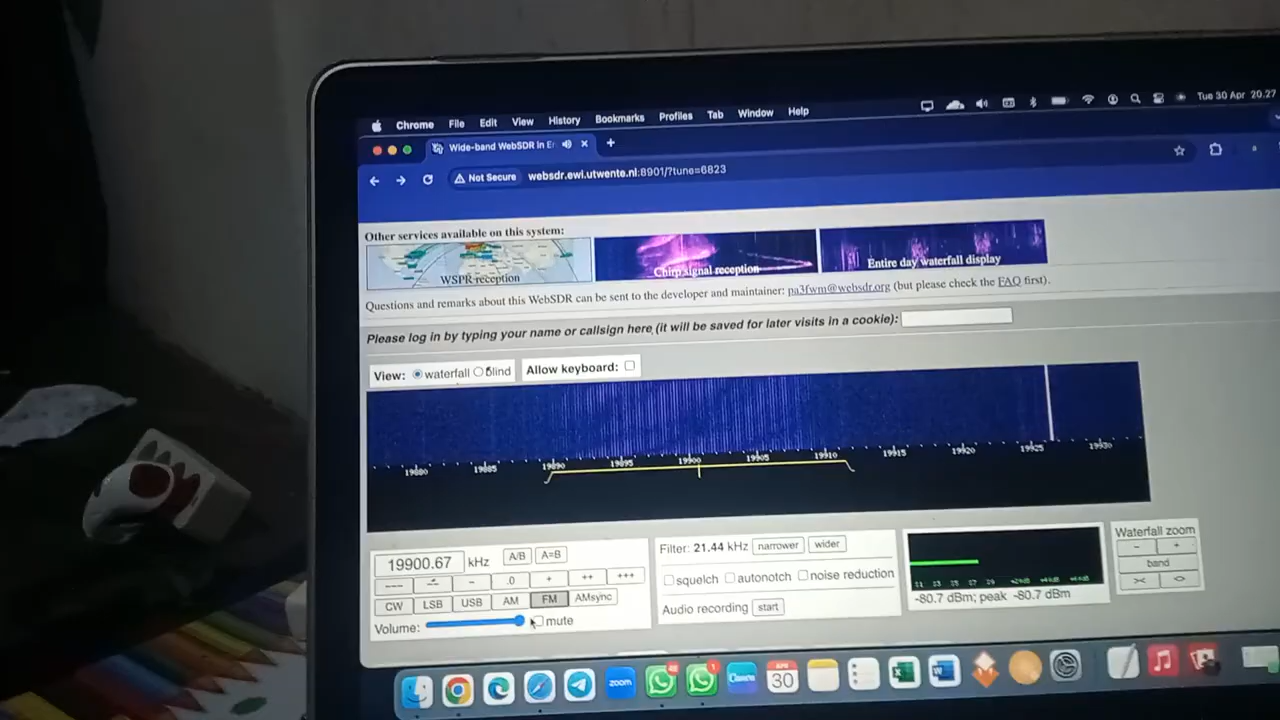 Chrome File Edit View History Bookmarks Profiles Tab Window Help Tue 30 Apr 20.27
Wide-band WebSDR in En
Not Secure websdr.ewi.utwente.nl:8901/?tune=6823
Other services available on this system:
WSPR reception
Chirp signal reception
Entire day waterfall display
Questions and remarks about this WebSDR can be sent to the developer and maintainer: pa3fwm@websdr.org (but please check the FAQ first).
Please log in by typing your name or callsign here (it will be saved for later visits in a cookie):
View: waterfall blind Allow keyboard:
19880 19885 19890 19895 19900 19905 19910 19915 19920 19925 19930
19900.67 kHz A/B A=B
--- -- - .0 + ++ +++
CW LSB USB AM FM AMsync
Volume: mute
Filter: 21.44 kHz narrower wider
squelch autonotch noise reduction
Audio recording start
-80.7 dBm; peak -80.7 dBm
Waterfall zoom
- +
band
>< <>
zoom
48
1
Canva
APR
30